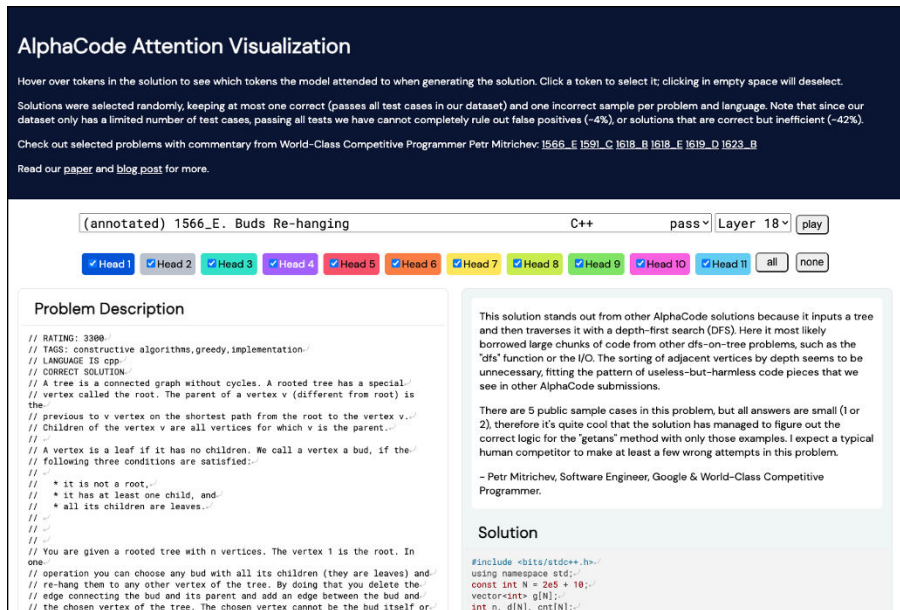 AlphaCode Attention Visualization
Hover over tokens in the solution to see which tokens the model attended to when generating the solution. Click a token to select it; clicking in empty space will deselect.
Solutions were selected randomly, keeping at most one correct (passes all test cases in our dataset) and one incorrect sample per problem and language. Note that since our
dataset only has a limited number of test cases, passing all tests we have cannot completely rule out false positives (~4%), or solutions that are correct but inefficient (~42%).
Check out selected problems with commentary from World-Class Competitive Programmer Petr Mitrichev: 1566_E 1591_C 1618_B 1618_E 1619_D 1623_B
Read our paper and blog post for more.
(annotated) 1566_E. Buds Re-hanging C++ pass Layer 18 play
Head 1 Head 2 Head 3 Head 4 Head 5 Head 6 Head 7 Head 8 Head 9 Head 10 Head 11 all none
Problem Description
// RATING: 3300
// TAGS: constructive algorithms,greedy,implementation
// LANGUAGE IS cpp
// CORRECT SOLUTION
// A tree is a connected graph without cycles. A rooted tree has a special
// vertex called the root. The parent of a vertex v (different from root) is
the
// previous to v vertex on the shortest path from the root to the vertex v.
// Children of the vertex v are all vertices for which v is the parent.
//
// A vertex is a leaf if it has no children. We call a vertex a bud, if the
// following three conditions are satisfied:
//
// * it is not a root,
// * it has at least one child, and
// * all its children are leaves.
//
//
//
// You are given a rooted tree with n vertices. The vertex 1 is the root. In
one
// operation you can choose any bud with all its children (they are leaves) and
// re-hang them to any other vertex of the tree. By doing that you delete the
// edge connecting the bud and its parent and add an edge between the bud and
// the chosen vertex of the tree. The chosen vertex cannot be the bud itself or
This solution stands out from other AlphaCode solutions because it inputs a tree
and then traverses it with a depth-first search (DFS). Here it most likely
borrowed large chunks of code from other dfs-on-tree problems, such as the
"dfs" function or the I/O. The sorting of adjacent vertices by depth seems to be
unnecessary, fitting the pattern of useless-but-harmless code pieces that we
see in other AlphaCode submissions.
There are 5 public sample cases in this problem, but all answers are small (1 or
2), therefore it's quite cool that the solution has managed to figure out the
correct logic for the "getans" method with only those examples. I expect a typical
human competitor to make at least a few wrong attempts in this problem.
- Petr Mitrichev, Software Engineer, Google & World-Class Competitive
Programmer.
Solution
#include <bits/stdc++.h>
using namespace std;
const int N = 2e5 + 10;
vector<int> g[N];
int n, d[N], cnt[N];